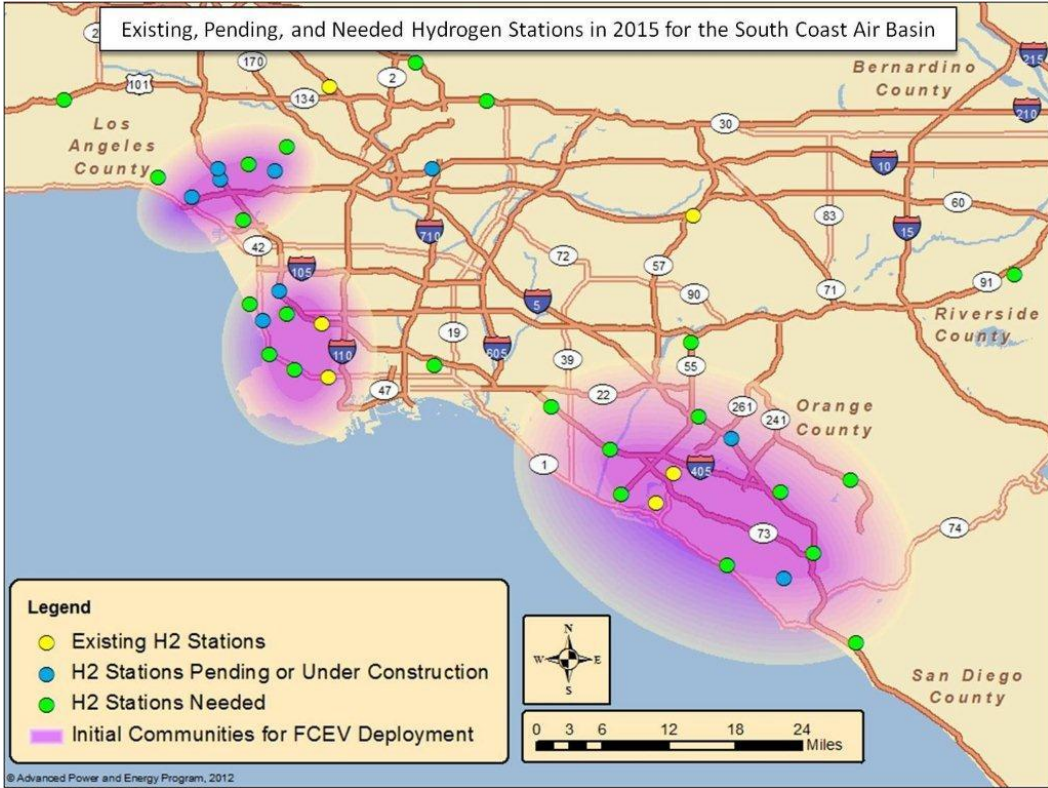 Existing, Pending, and Needed Hydrogen Stations in 2015 for the South Coast Air Basin
2
170
2
215
Bernardino
County
101
134
210
Los
Angeles
County
30
10
83
60
710
15
42
72
57
105
71
91
90
5
Riverside
County
19
605
39
110
55
47
22
261
241
Orange
County
1
405
73
74
Legend
Existing H2 Stations
H2 Stations Pending or Under Construction
H2 Stations Needed
Initial Communities for FCEV Deployment
N
W E
S
San Diego
County
0 3 6 12 18 24
Miles
© Advanced Power and Energy Program, 2012